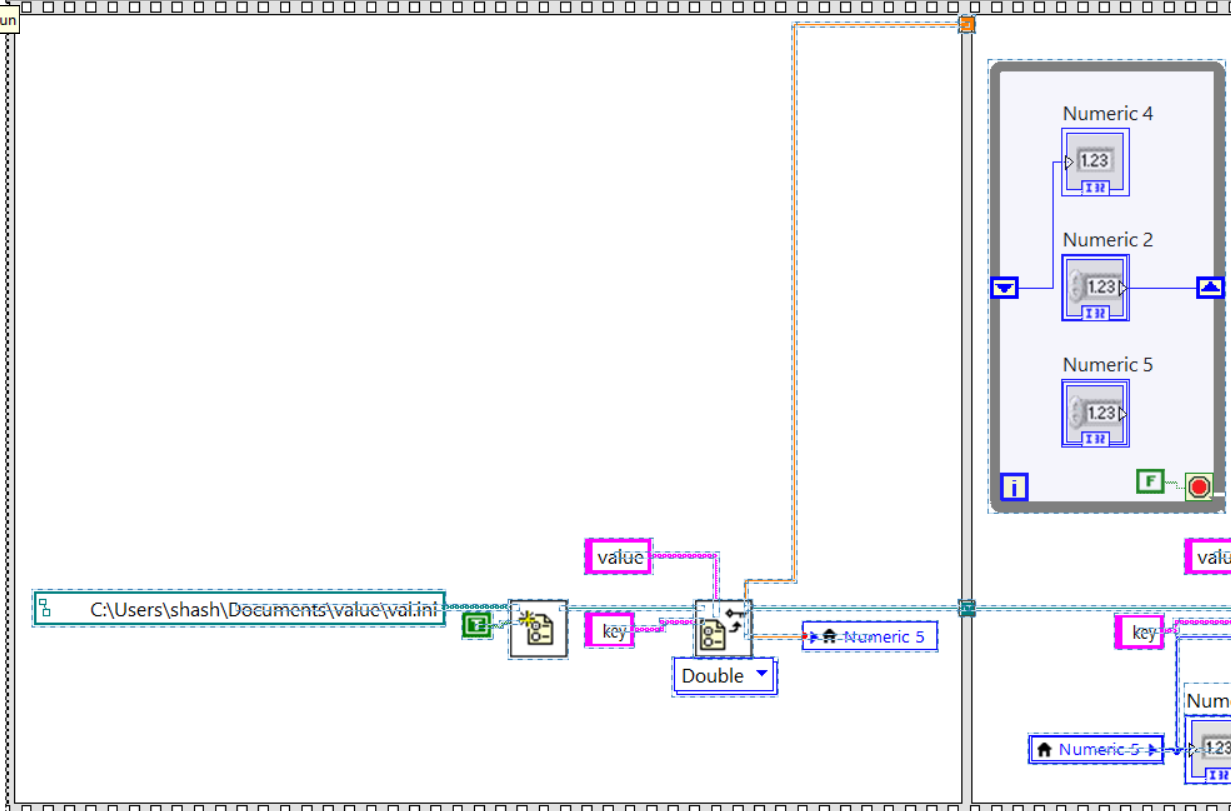 un
Numeric 4
1.23
I32
Numeric 2
1.23
I32
Numeric 5
1.23
I32
i
F
value
valu
C:\Users\shash\Documents\value\val.ini
T
key
Numeric 5
key
Double
Num
Numeric 5
1.23
I32